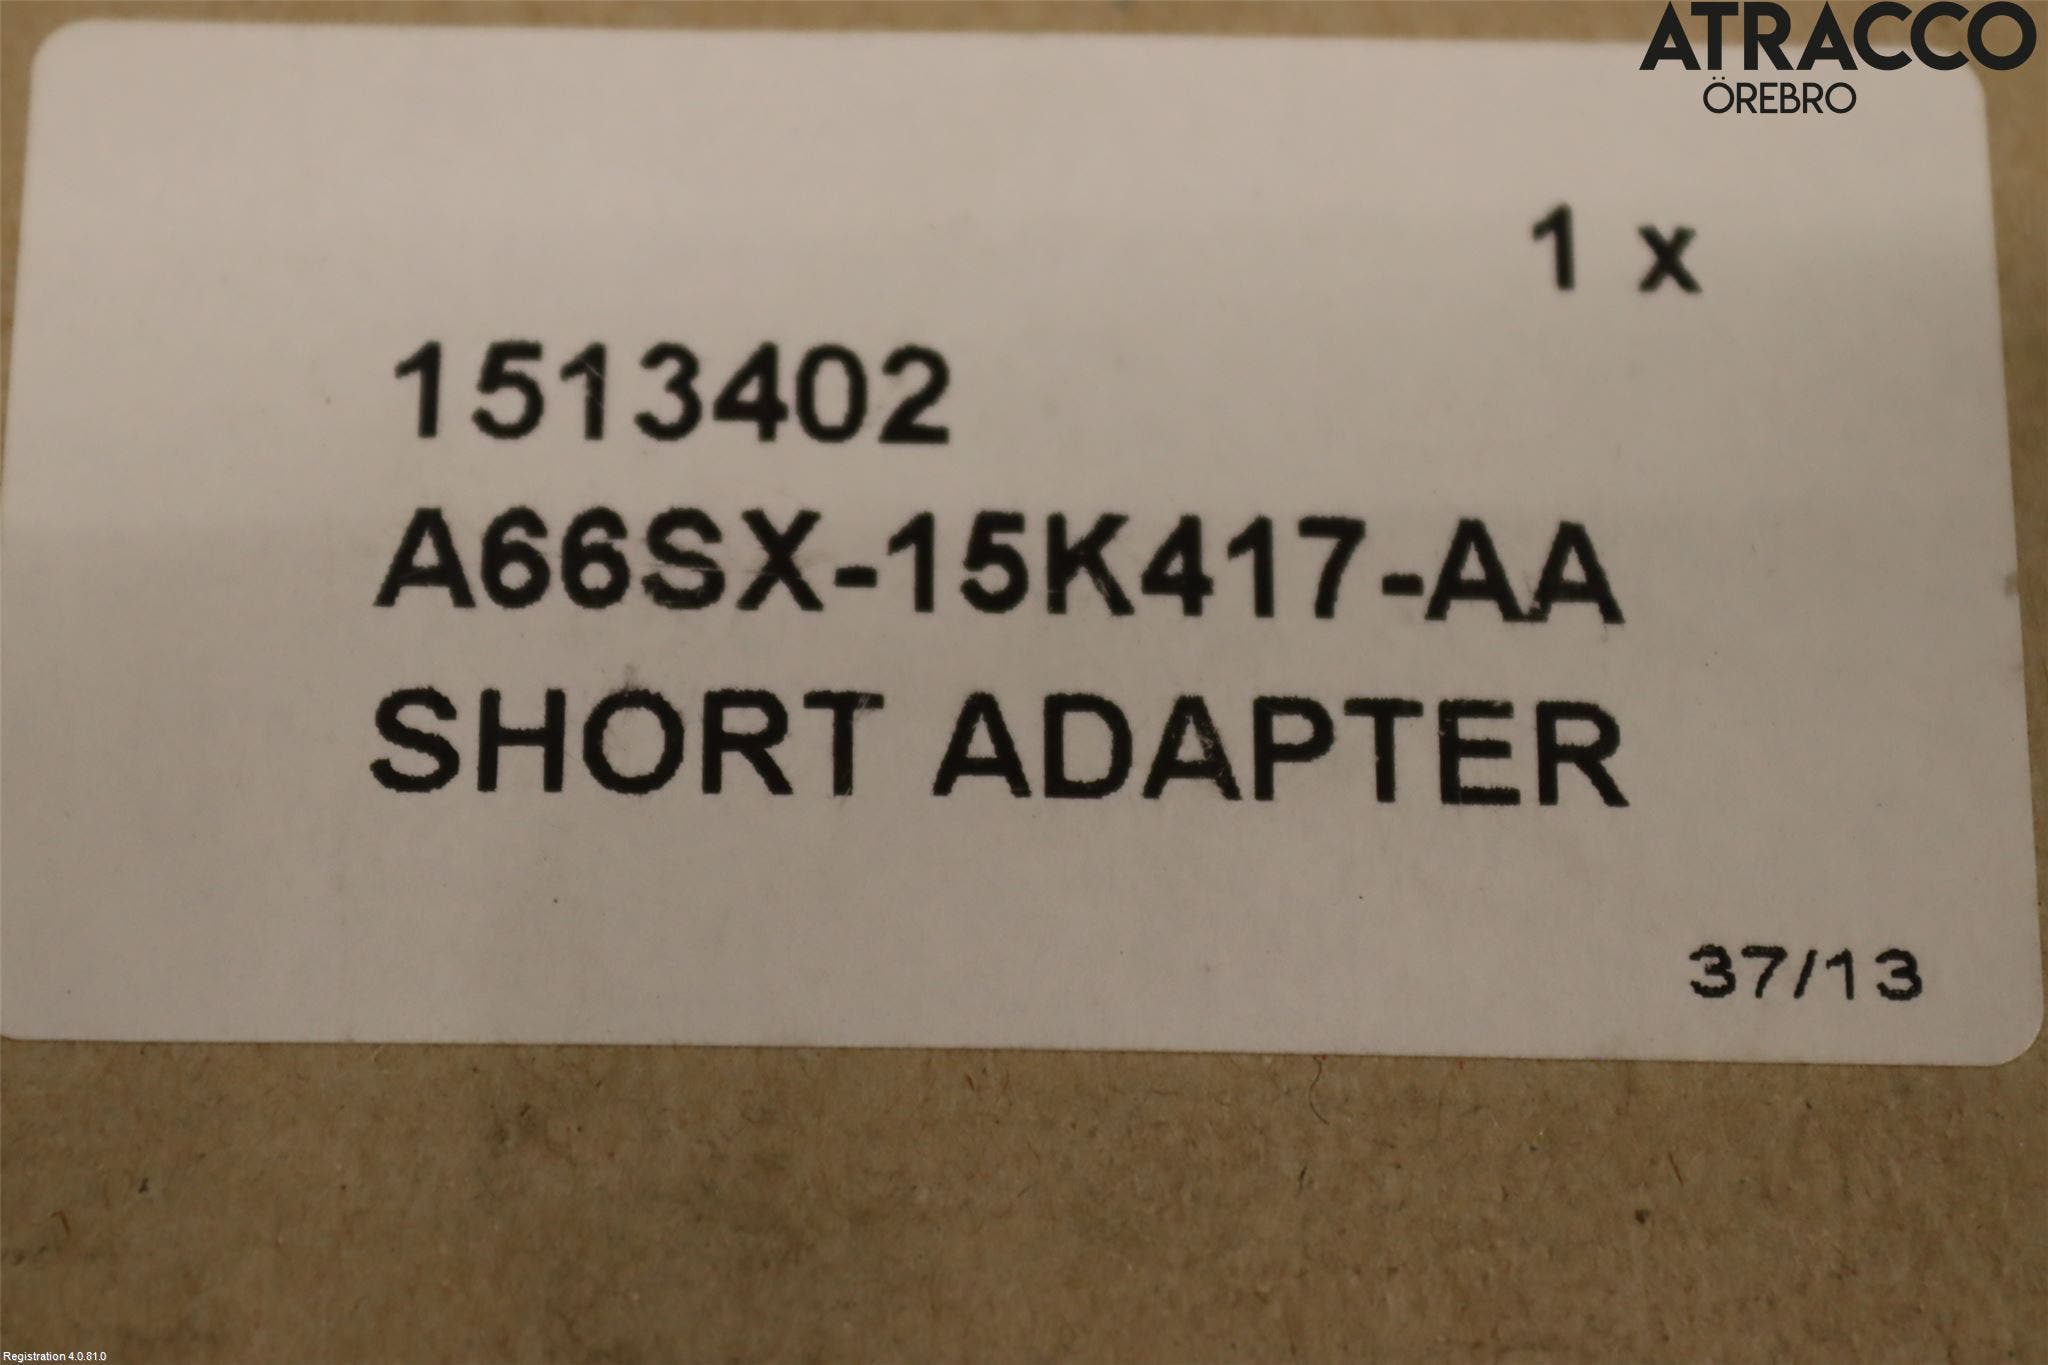 ATRACCO
ÖREBRO
1 x
1513402
A66SX-15K417-AA
SHORT ADAPTER
37/13
Registration 4.0.81.0